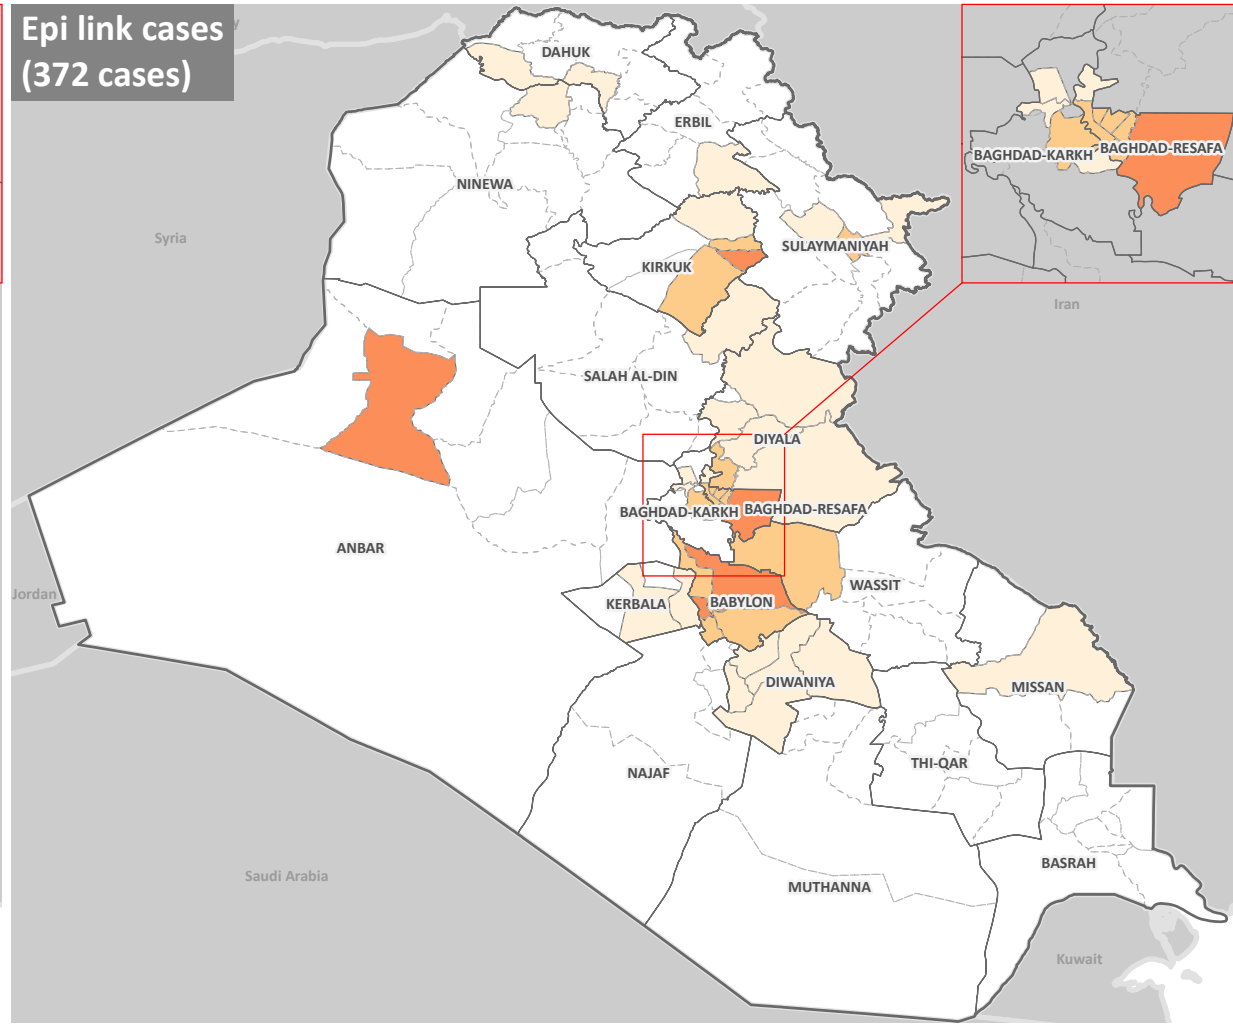 Epi link cases
(372 cases)
DAHUK
ERBIL
BAGHDAD-KARKH
BAGHDAD-RESAFA
NINEWA
Syria
SULAYMANIYAH
KIRKUK
Iran
SALAH AL-DIN
DIYALA
BAGHDAD-KARKH
BAGHDAD-RESAFA
ANBAR
WASSIT
Jordan
KERBALA
BABYLON
DIWANIYA
MISSAN
NAJAF
THI-QAR
BASRAH
Saudi Arabia
MUTHANNA
Kuwait